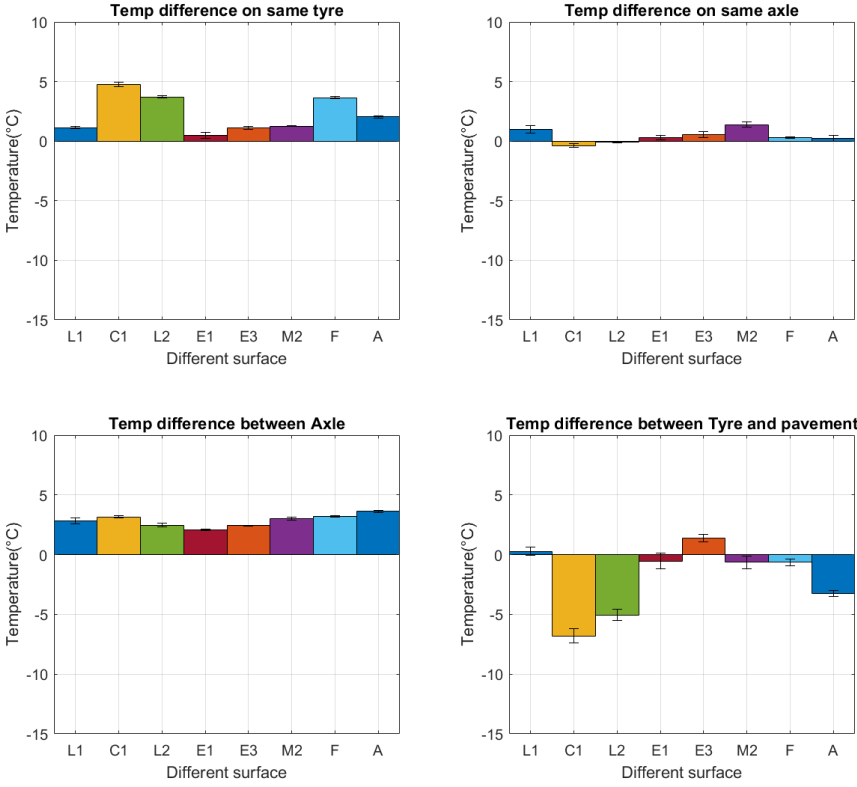 Temp difference on same tyre
10
5
0
-5
-10
-15
Temperature(°C)
L1 C1 L2 E1 E3 M2 F A
Different surface
Temp difference on same axle
10
5
0
-5
-10
-15
Temperature(°C)
L1 C1 L2 E1 E3 M2 F A
Different surface
Temp difference between Axle
10
5
0
-5
-10
-15
Temperature(°C)
L1 C1 L2 E1 E3 M2 F A
Different surface
Temp difference between Tyre and pavement
10
5
0
-5
-10
-15
Temperature(°C)
L1 C1 L2 E1 E3 M2 F A
Different surface